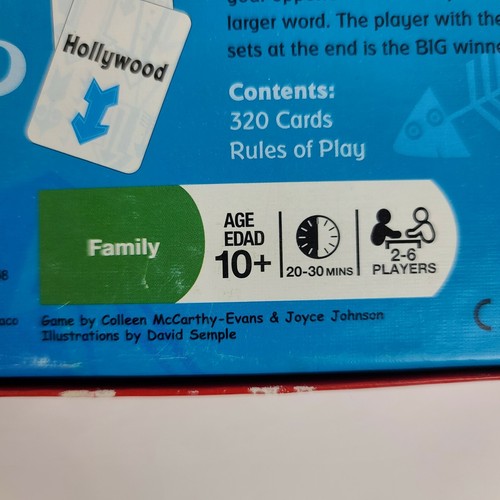 larger word. The player with the
sets at the end is the BIG
Hollywood
Contents:
320 Cards
Rules of Play
Family
AGE
EDAD
10+
20-30 MINS
2-6
PLAYERS
Game by Colleen McCarthy-Evans & Joyce Johnson
Illustrations by David Semple